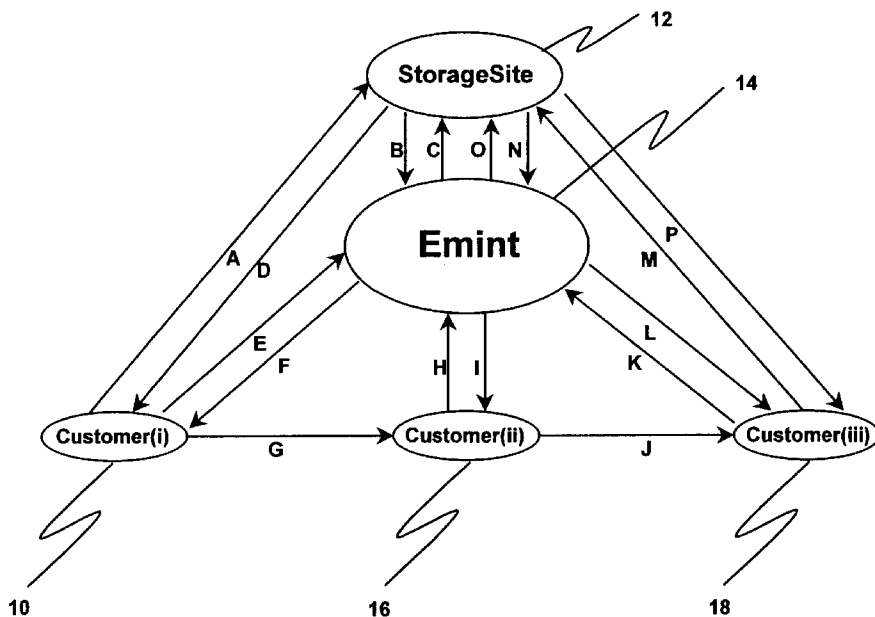 12
StorageSite
14
B C O N
Emint
A D P M
E F H I L K
Customer(i) Customer(ii) Customer(iii)
G J
10 16 18